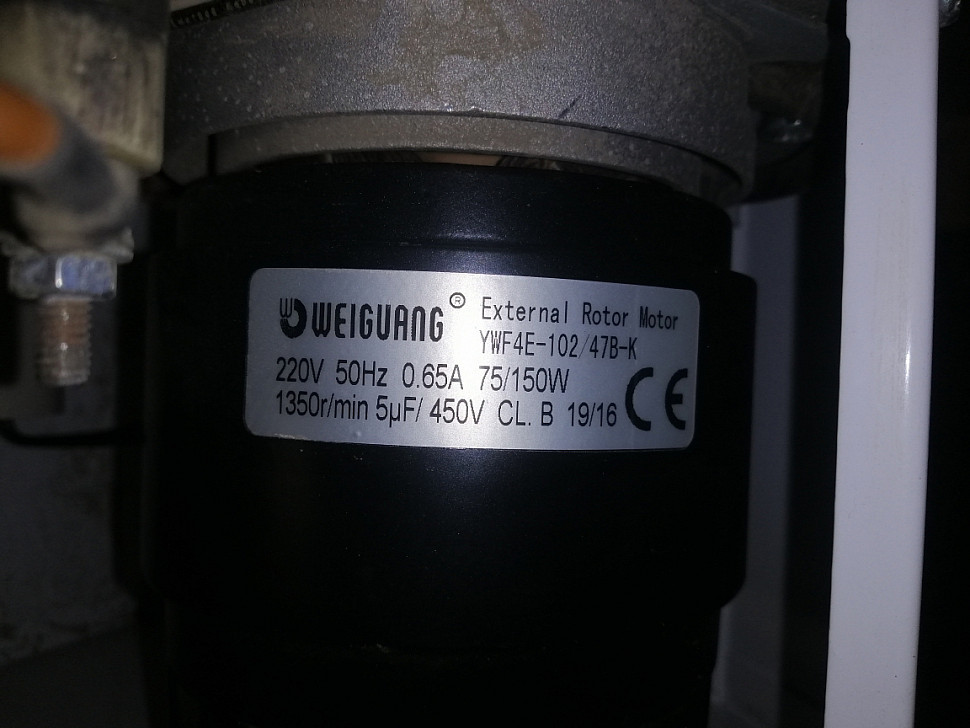 WEIGUANG® External Rotor Motor
YWF4E-102/47B-K
220V 50Hz 0.65A 75/150W
1350r/min 5µF/ 450V CL. B 19/16 CE